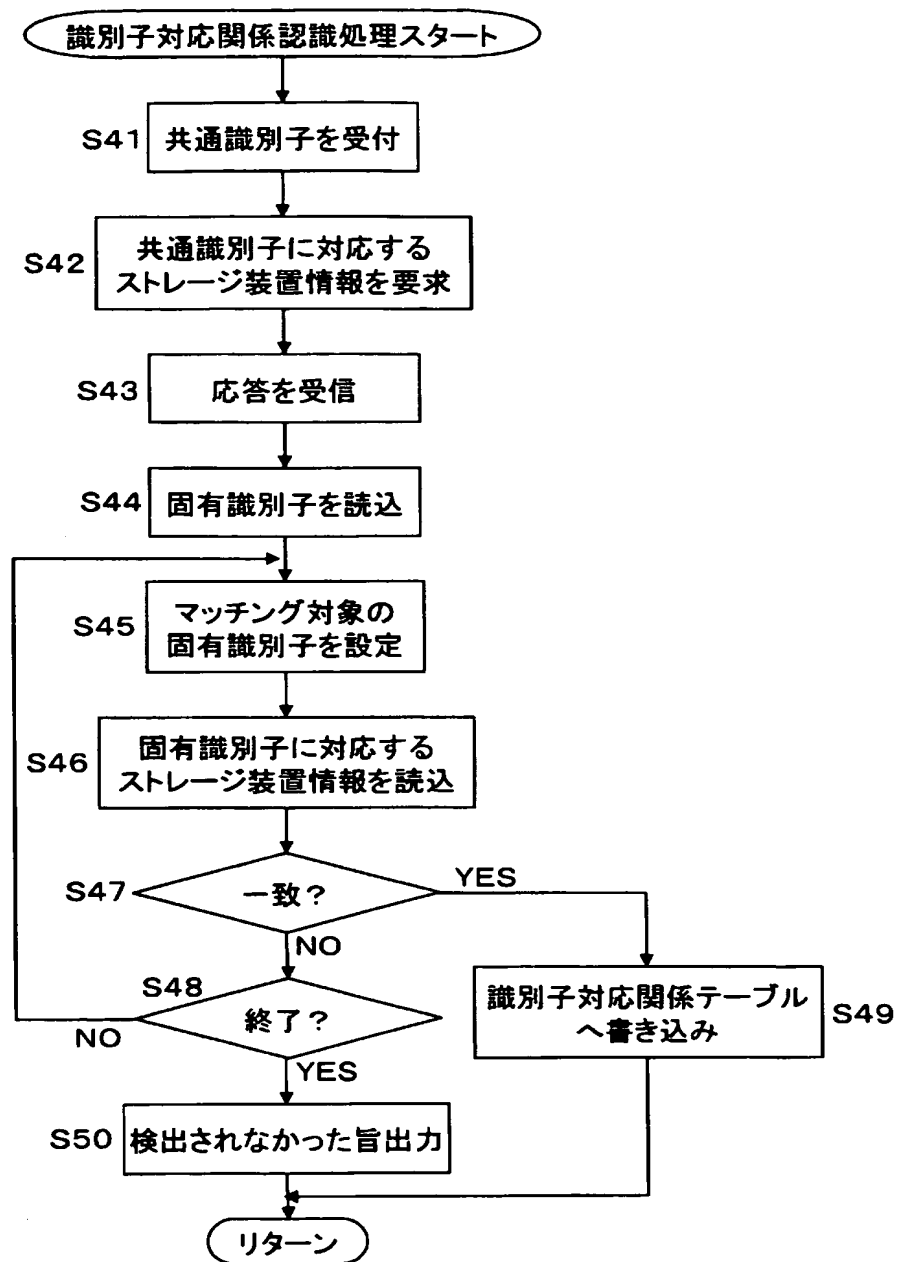 識別子対応関係認識処理スタート
S41
共通識別子を受付
S42
共通識別子に対応する
ストレージ装置情報を要求
S43
応答を受信
S44
固有識別子を読込
S45
マッチング対象の
固有識別子を設定
S46
固有識別子に対応する
ストレージ装置情報を読込
S47
一致?
YES
NO
S48
終了?
NO
YES
識別子対応関係テーブル
へ書き込み
S49
S50
検出されなかった旨出力
リターン